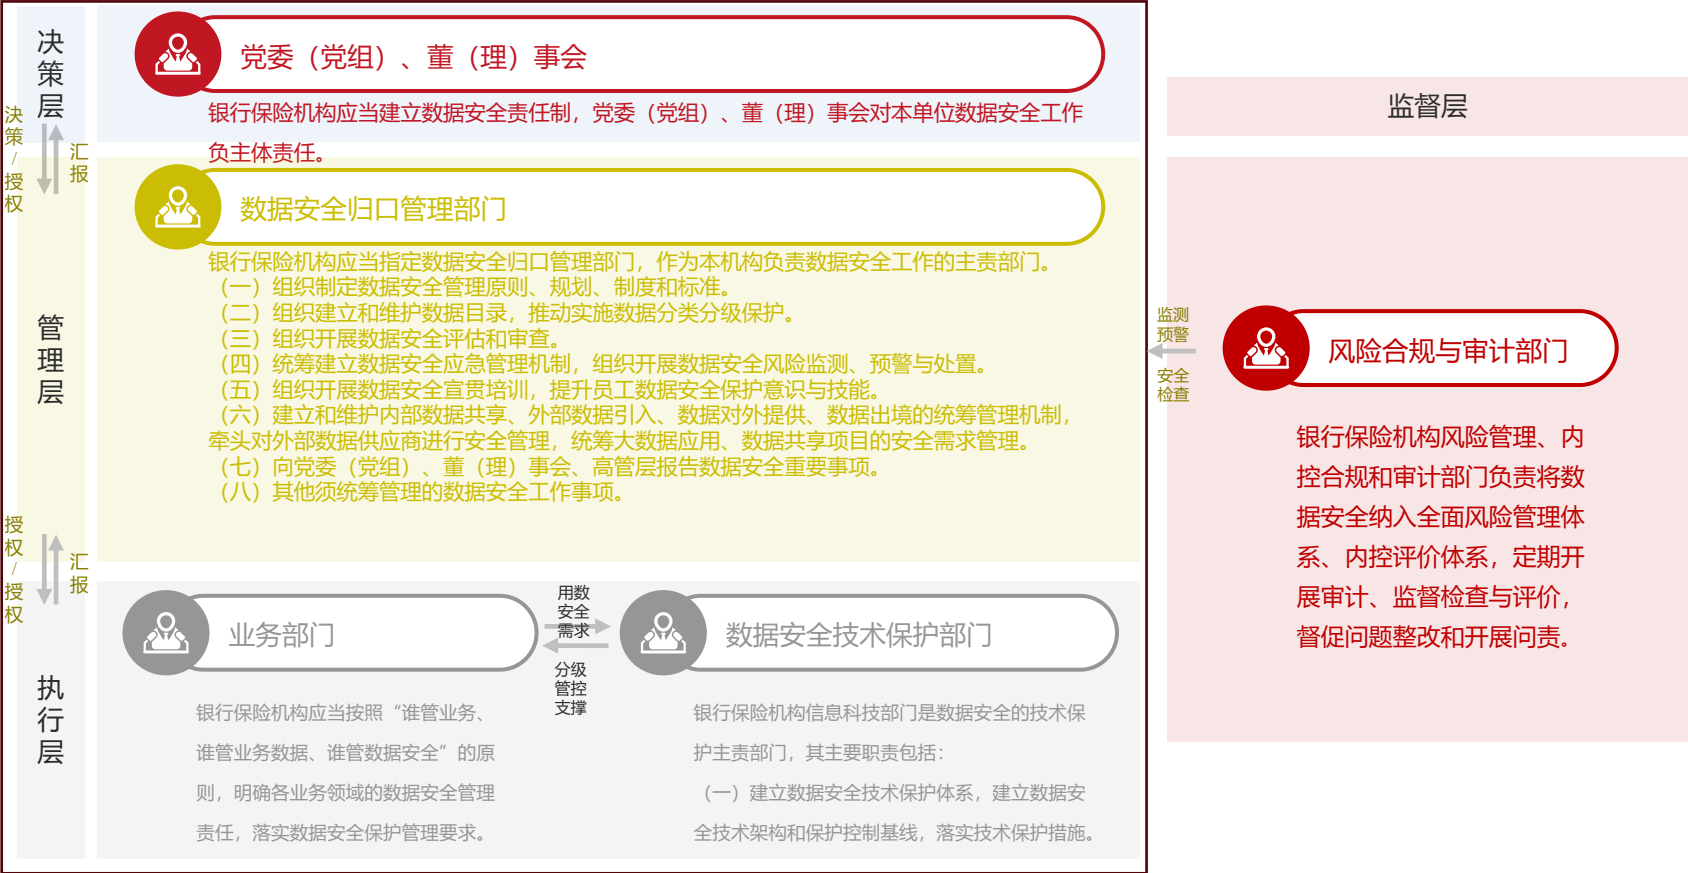 决
策
层
党委（党组）、董（理）事会
银行保险机构应当建立数据安全责任制，党委（党组）、董（理）事会对本单位数据安全工作
负主体责任。
决
策
/
授
权
汇
报
数据安全归口管理部门
银行保险机构应当指定数据安全归口管理部门，作为本机构负责数据安全工作的主责部门。
（一）组织制定数据安全管理原则、规划、制度和标准。
（二）组织建立和维护数据目录，推动实施数据分类分级保护。
（三）组织开展数据安全评估和审查。
（四）统筹建立数据安全应急管理机制，组织开展数据安全风险监测、预警与处置。
（五）组织开展数据安全宣贯培训，提升员工数据安全保护意识与技能。
（六）建立和维护内部数据共享、外部数据引入、数据对外提供、数据出境的统筹管理机制，
牵头对外部数据供应商进行安全管理，统筹大数据应用、数据共享项目的安全需求管理。
（七）向党委（党组）、董（理）事会、高管层报告数据安全重要事项。
（八）其他须统筹管理的数据安全工作事项。
管
理
层
授
权
/
授
权
汇
报
执
行
层
业务部门
银行保险机构应当按照“谁管业务、
谁管业务数据、谁管数据安全”的原
则，明确各业务领域的数据安全管理
责任，落实数据安全保护管理要求。
用数
安全
需求
分级
管控
支撑
数据安全技术保护部门
银行保险机构信息科技部门是数据安全的技术保
护主责部门，其主要职责包括：
（一）建立数据安全技术保护体系，建立数据安
全技术架构和保护控制基线，落实技术保护措施。
监督层
监测
预警
安全
检查
风险合规与审计部门
银行保险机构风险管理、内
控合规和审计部门负责将数
据安全纳入全面风险管理体
系、内控评价体系，定期开
展审计、监督检查与评价，
督促问题整改和开展问责。